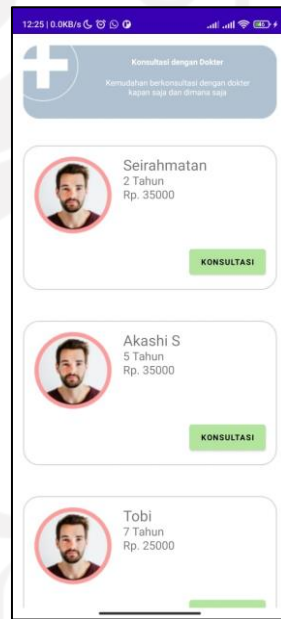 12:25 | 0.0KB/s
Konsultasi dengan Dokter
Kemudahan berkonsultasi dengan dokter
kapan saja dan dimana saja
Seirahmatan
2 Tahun
Rp. 35000
KONSULTASI
Akashi S
5 Tahun
Rp. 35000
KONSULTASI
Tobi
7 Tahun
Rp. 25000